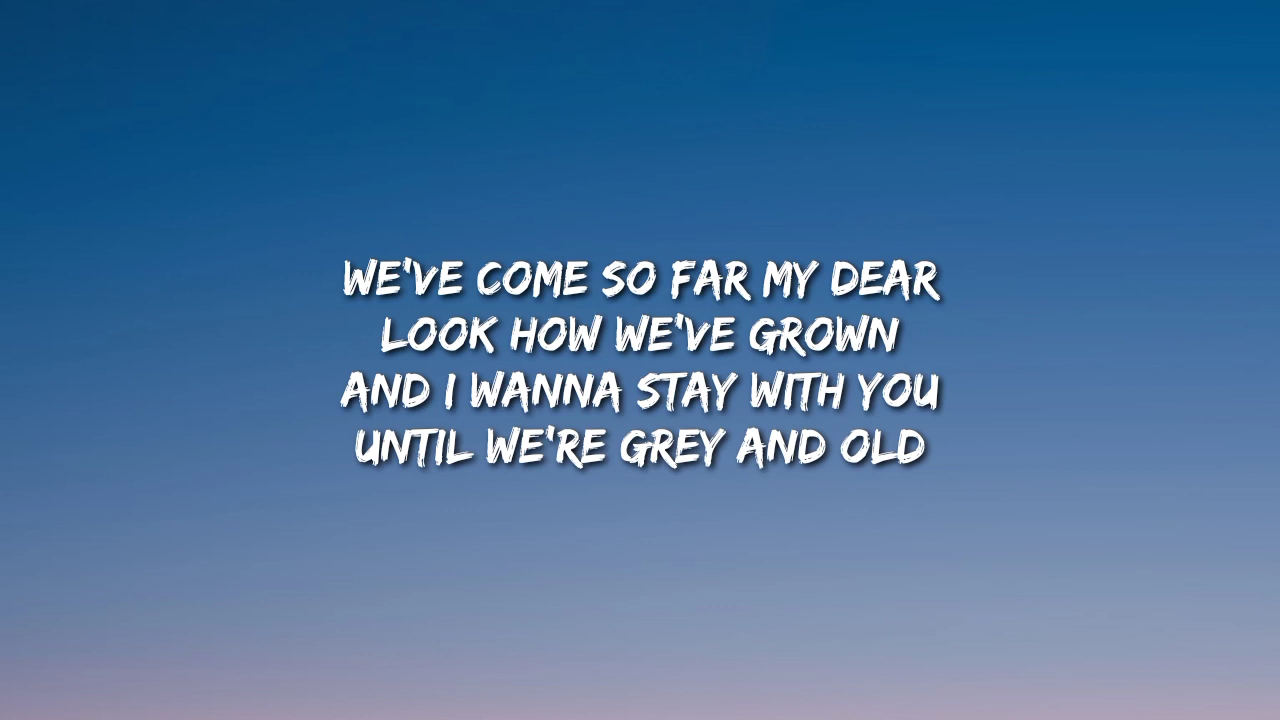 WE'VE COME SO FAR MY DEAR
LOOK HOW WE'VE GROWN
AND I WANNA STAY WITH YOU
UNTIL WE'RE GREY AND OLD